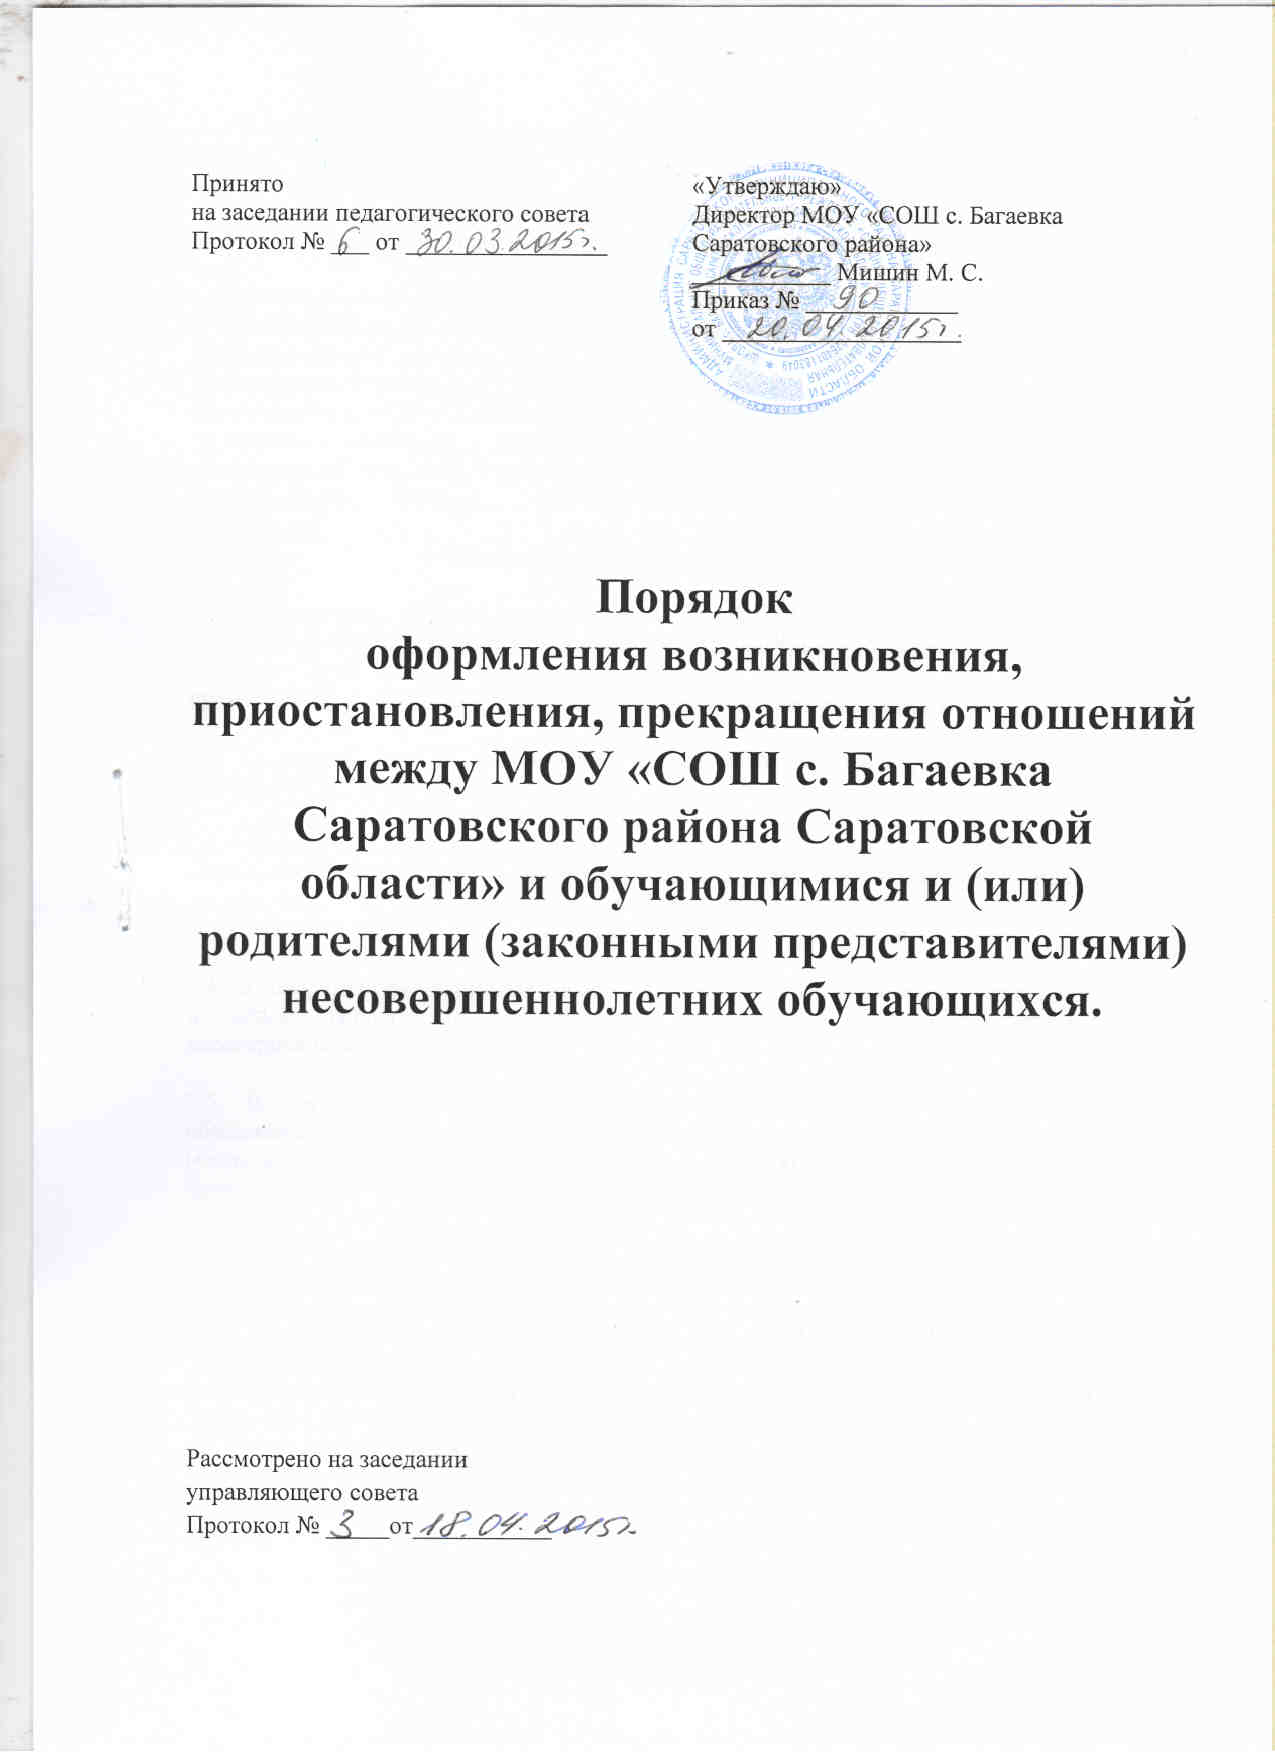 Принято
на заседании педагогического совета
Протокол № 6 от 30.03.2015г.
«Утверждаю»
Директор МОУ «СОШ с. Багаевка
Саратовского района»
Мишин М. С.
Приказ № 90
от 20.04.2015г.
Порядок
оформления возникновения,
приостановления, прекращения отношений
между МОУ «СОШ с. Багаевка
Саратовского района Саратовской
области» и обучающимися и (или)
родителями (законными представителями)
несовершеннолетних обучающихся.
Рассмотрено на заседании
управляющего совета
Протокол № 3 от 18.04.2015г.